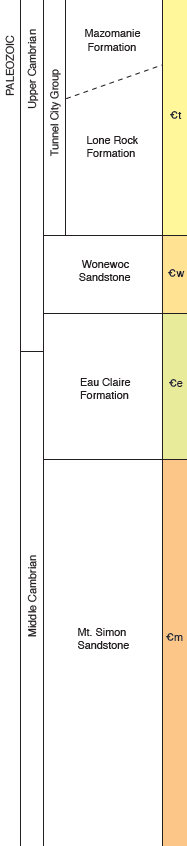 PALEOZOIC
Upper Cambrian
Tunnel City Group
Mazomanie
Formation
Lone Rock
Formation
€t
Wonewoc
Sandstone
€w
Eau Claire
Formation
€e
Middle Cambrian
Mt. Simon
Sandstone
€m